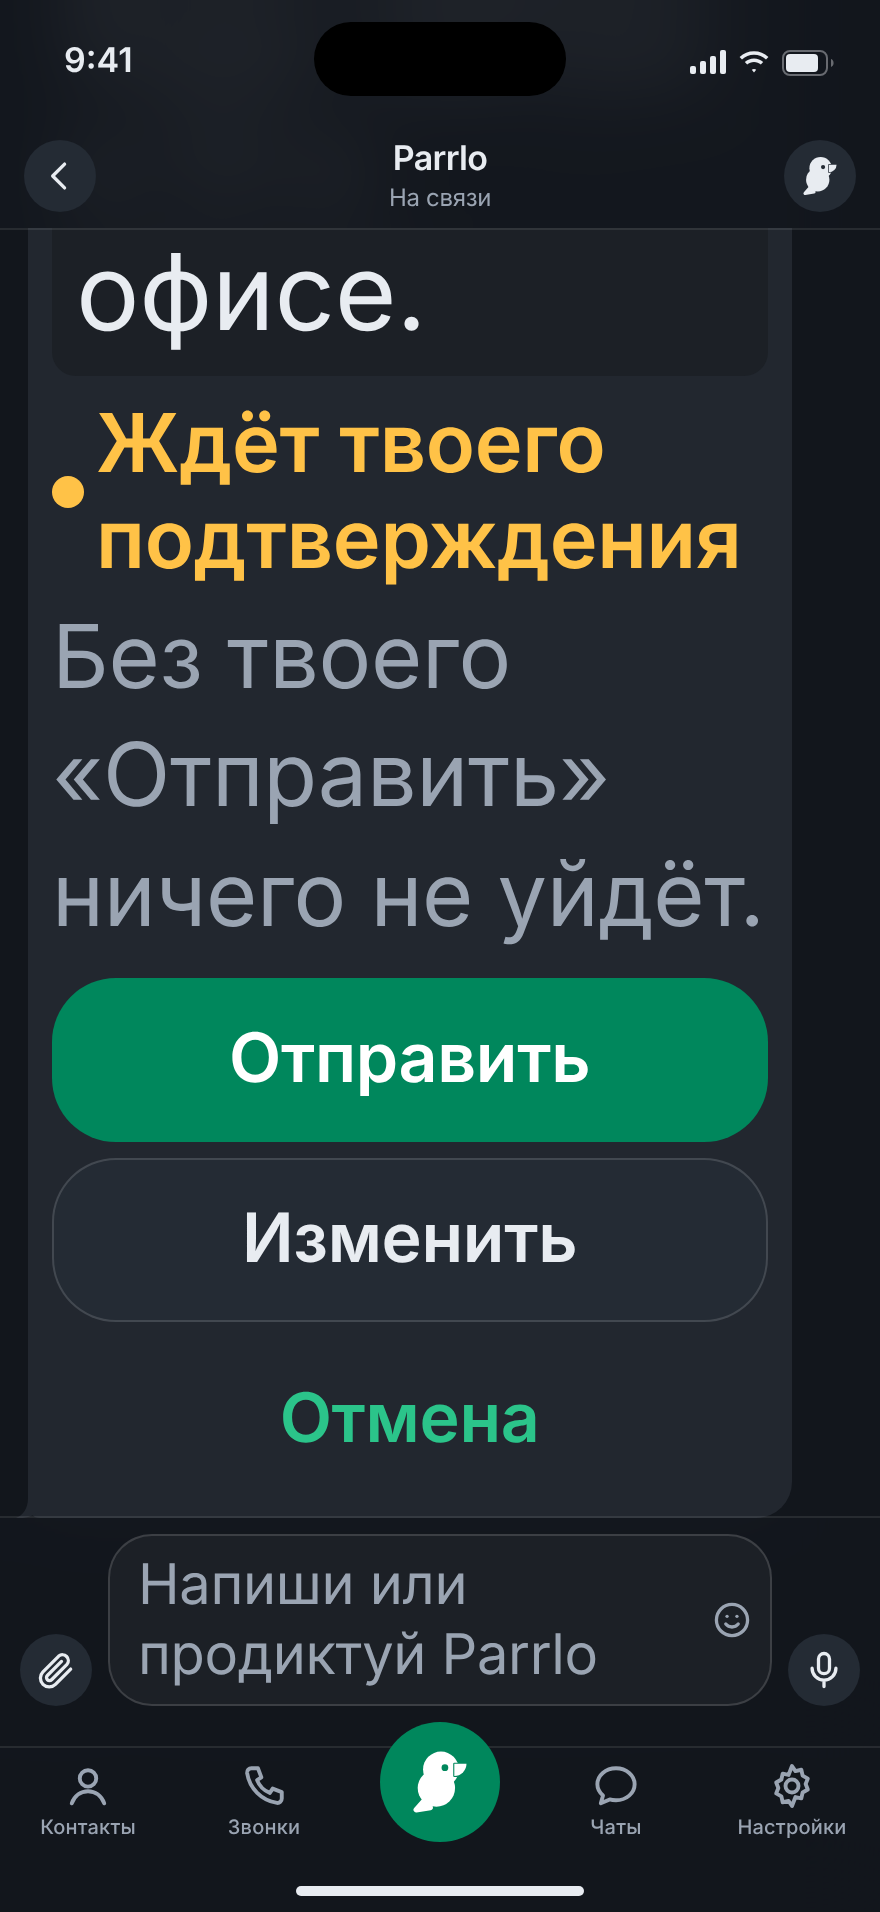 9:41
Parrlo
На связи
офисе.
Ждёт твоего
подтверждения
Без твоего
«Отправить»
ничего не уйдёт.
Отправить
Изменить
Отмена
Напиши или
продиктуй Parrlo
Контакты
Звонки
Чаты
Настройки